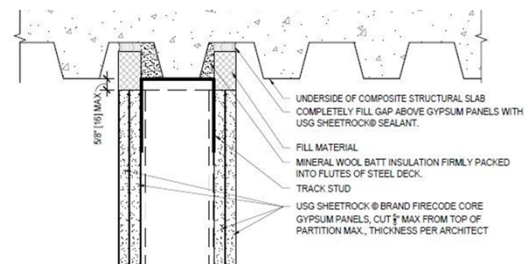 UNDERSIDE OF COMPOSITE STRUCTURAL SLAB
COMPLETELY FILL GAP ABOVE GYPSUM PANELS WITH
USG SHEETROCK© SEALANT.
5/8" [16] MAX.
FILL MATERIAL
MINERAL WOOL BATT INSULATION FIRMLY PACKED
INTO FLUTES OF STEEL DECK.
TRACK STUD
USG SHEETROCK © BRAND FIRECODE CORE
GYPSUM PANELS, CUT MAX FROM TOP OF
PARTITION MAX., THICKNESS PER ARCHITECT